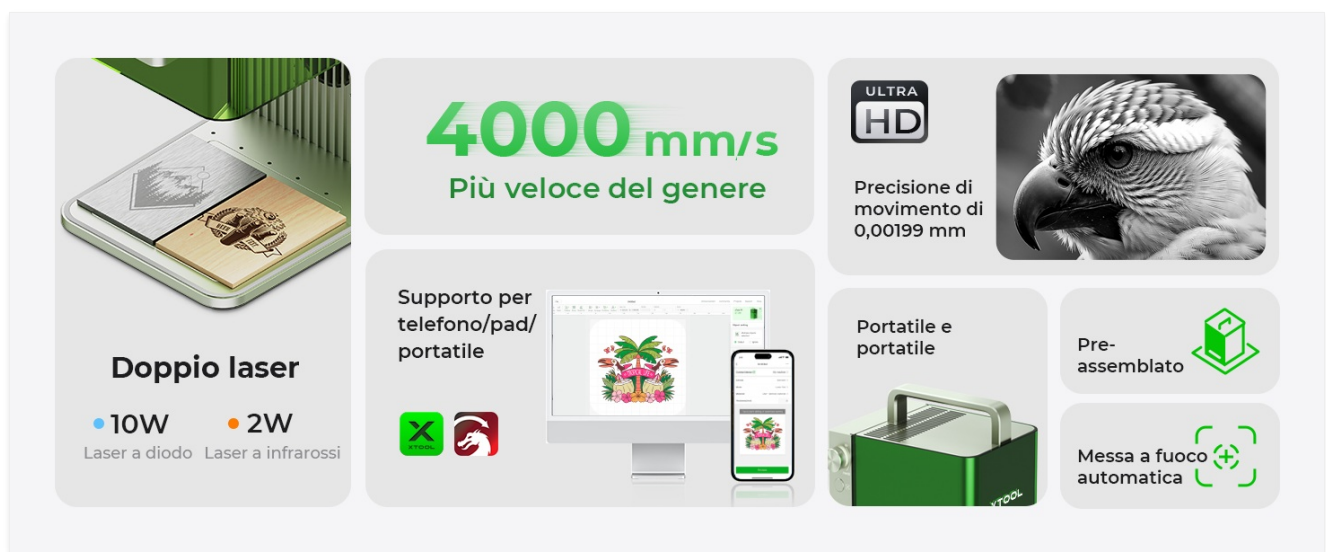 Doppio laser
10W
2W
Laser a diodo
Laser a infrarossi
4000 mm/s
Più veloce del genere
Supporto per
telefono/pad/
portatile
XTOOL
ULTRA
HD
Precisione di
movimento di
0,00199 mm
Portatile e
portatile
XTOOL
Pre-
assemblato
Messa a fuoco
automatica